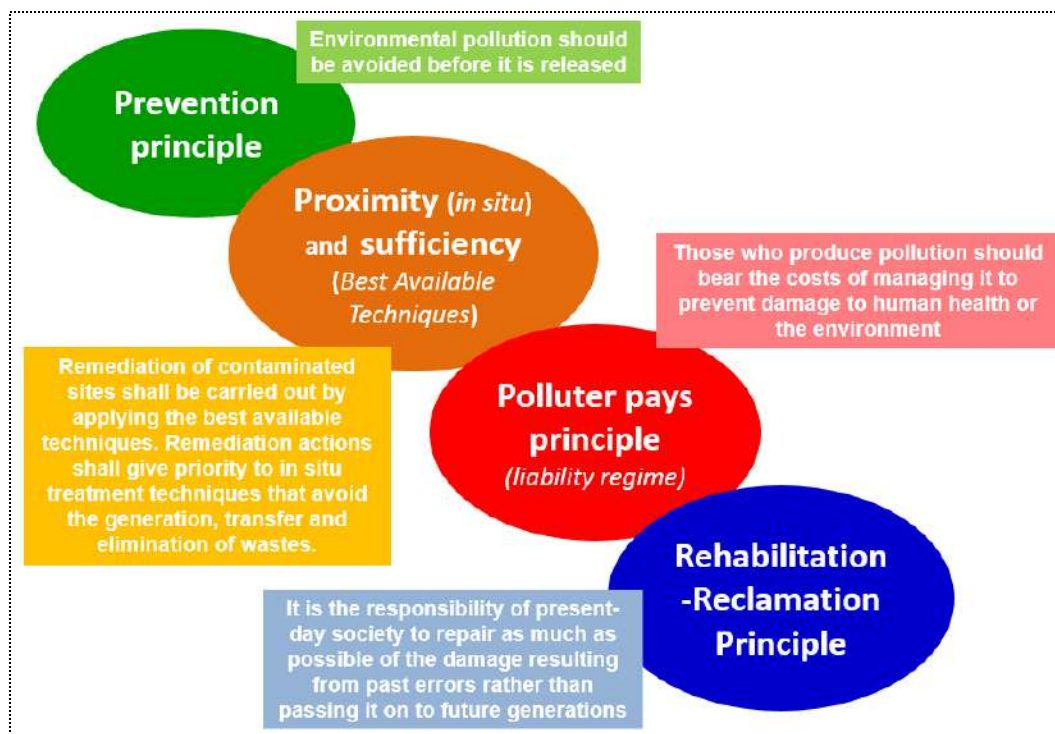 Environmental pollution should
be avoided before it is released
Prevention
principle
Proximity (in situ)
and sufficiency
(Best Available
Techniques)
Those who produce pollution should
bear the costs of managing it to
prevent damage to human health or
the environment
Remediation of contaminated
sites shall be carried out by
applying the best available
techniques. Remediation actions
shall give priority to in situ
treatment techniques that avoid
the generation, transfer and
elimination of wastes.
Polluter pays
principle
(liability regime)
Rehabilitation
-Reclamation
Principle
It is the responsibility of present-
day society to repair as much as
possible of the damage resulting
from past errors rather than
passing it on to future generations